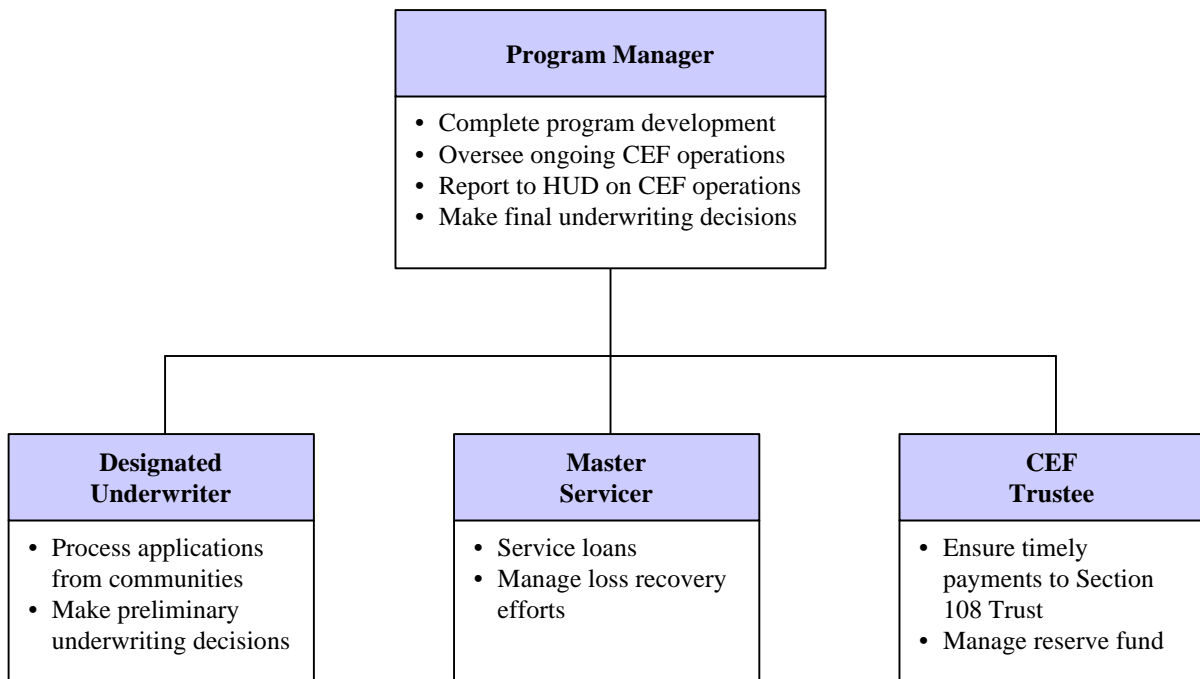 Program Manager
• Complete program development
• Oversee ongoing CEF operations
• Report to HUD on CEF operations
• Make final underwriting decisions
Designated
Underwriter
• Process applications
from communities
• Make preliminary
underwriting decisions
Master
Servicer
• Service loans
• Manage loss recovery
efforts
CEF
Trustee
• Ensure timely
payments to Section
108 Trust
• Manage reserve fund